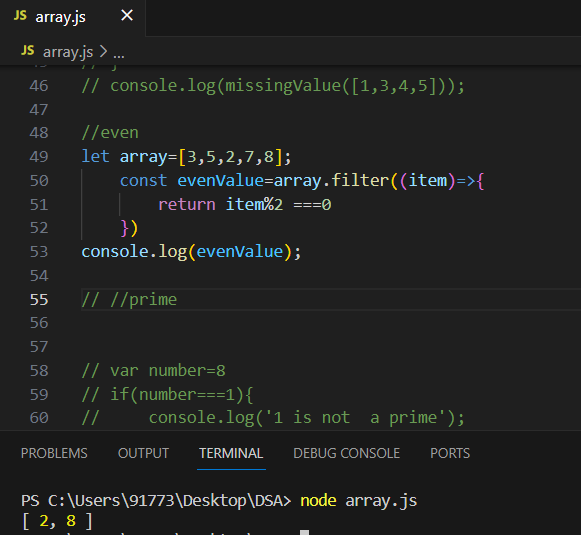 JS array.js ×
JS array.js > ...
46 // console.log(missingValue([1,3,4,5]));
47
48 //even
49 let array=[3,5,2,7,8];
50     const evenValue=array.filter((item)=>{
51         return item%2 ===0
52     })
53 console.log(evenValue);
54
55 // //prime
56
57
58 // var number=8
59 // if(number===1){
60 //     console.log('1 is not  a prime');
PROBLEMS OUTPUT TERMINAL DEBUG CONSOLE PORTS
PS C:\Users\91773\Desktop\DSA> node array.js
[ 2, 8 ]